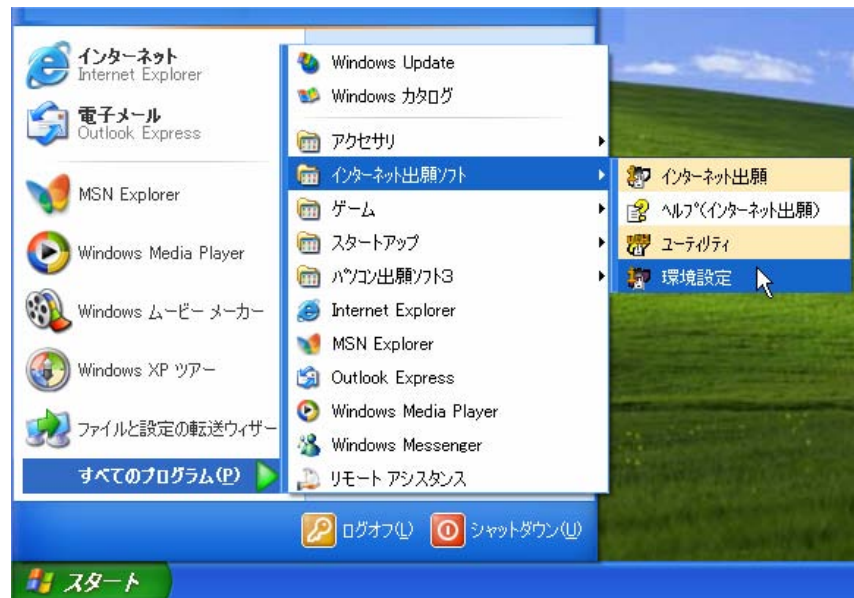 インターネット
Internet Explorer
電子メール
Outlook Express
MSN Explorer
Windows Media Player
Windows ムービー メーカー
Windows XP ツアー
ファイルと設定の転送ウィザー
すべてのプログラム(P)
Windows Update
Windows カタログ
アクセサリ
インターネット出願ソフト
ゲーム
スタートアップ
パソコン出願ソフト3
Internet Explorer
MSN Explorer
Outlook Express
Windows Media Player
Windows Messenger
リモート アシスタンス
インターネット出願
ヘルプ(インターネット出願)
ユーティリティ
環境設定
ログオフ(L)
シャットダウン(U)
スタート